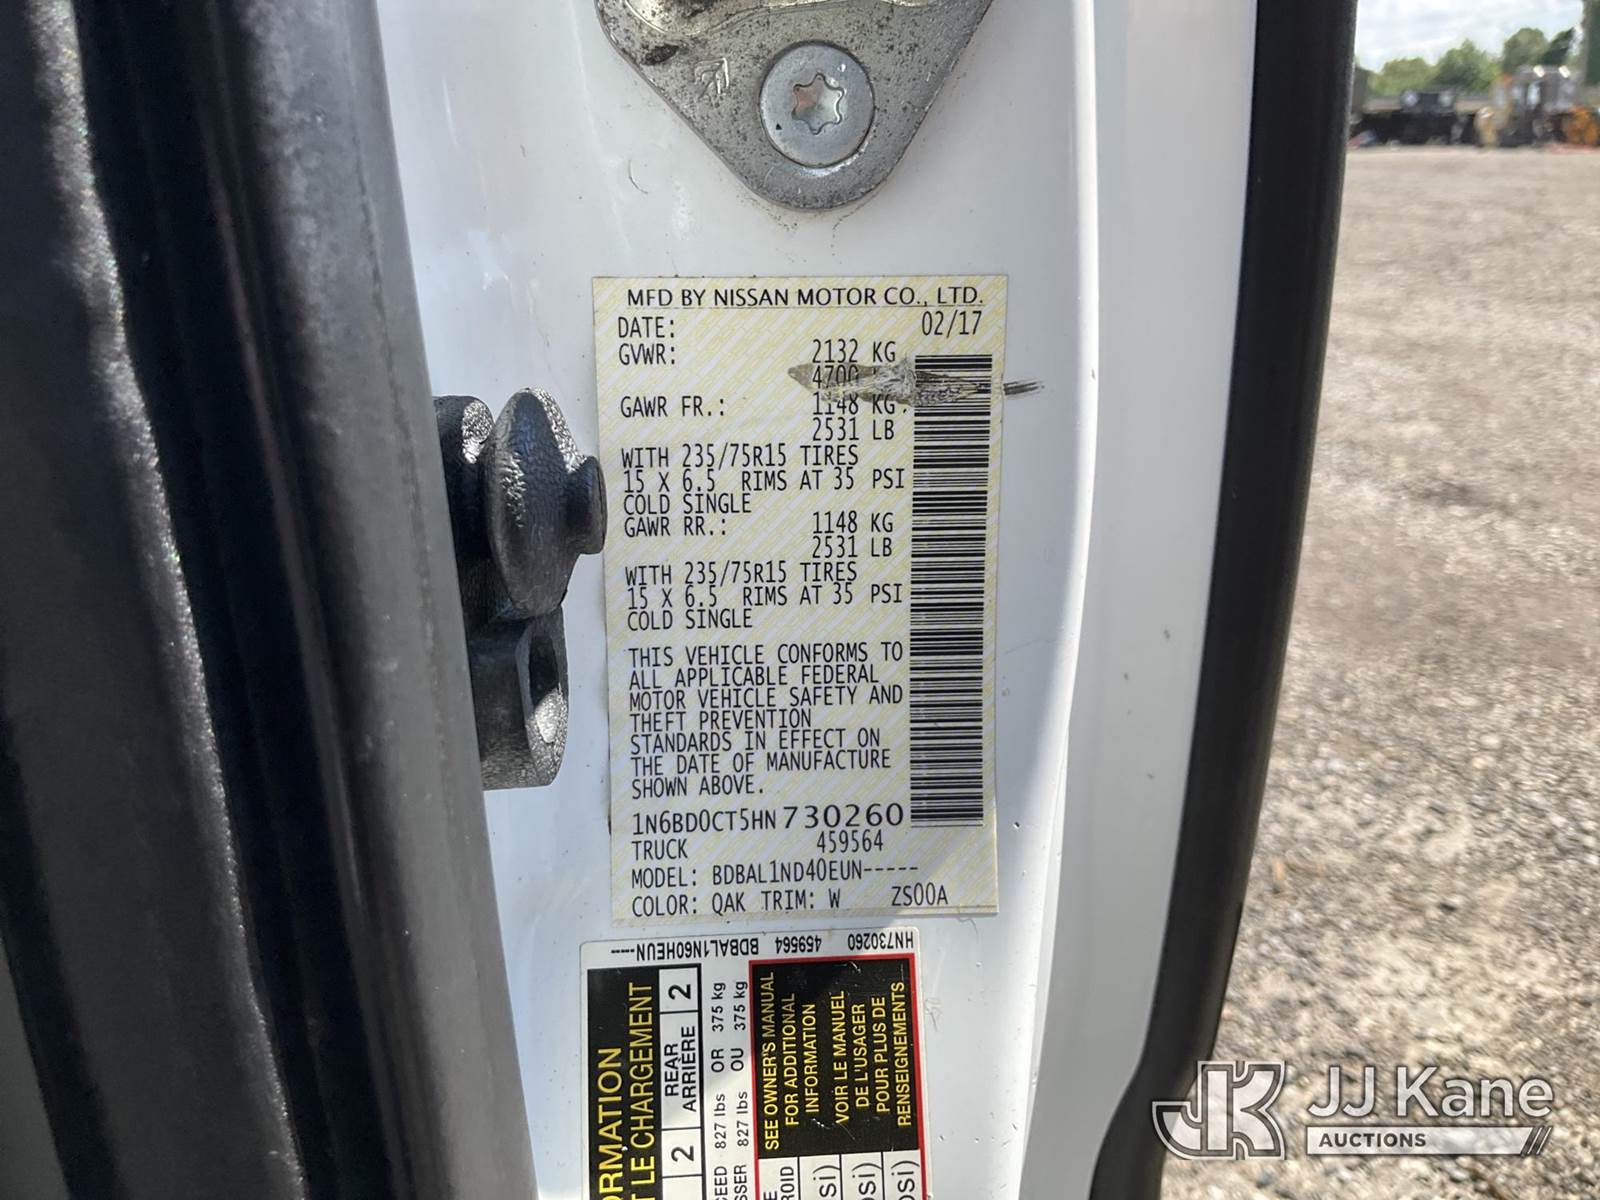 MFD BY NISSAN MOTOR CO., LTD.
DATE: 02/17
GVWR: 2132 KG
4700
GAWR FR.: 1148 KG
2531 LB
WITH 235/75R15 TIRES
15 X 6.5 RIMS AT 35 PSI
COLD SINGLE
GAWR RR.: 1148 KG
2531 LB
WITH 235/75R15 TIRES
15 X 6.5 RIMS AT 35 PSI
COLD SINGLE
THIS VEHICLE CONFORMS TO
ALL APPLICABLE FEDERAL
MOTOR VEHICLE SAFETY AND
THEFT PREVENTION
STANDARDS IN EFFECT ON
THE DATE OF MANUFACTURE
SHOWN ABOVE.
1N6BD0CT5HN730260
TRUCK 459564
MODEL: BDBAL1ND40EUN-----
COLOR: QAK TRIM: W ZS00A
HN730260 459564 BDBAL1N60HEUN----
LE CHARGEMENT
2 REAR 2
ARRIÈRE
827 lbs OR 375 kg
827 lbs OU 375 kg
SEE OWNER'S MANUAL
FOR ADDITIONAL
INFORMATION
VOIR LE MANUEL
DE L'USAGER
POUR PLUS DE
RENSEIGNEMENTS
JK JJ Kane
AUCTIONS